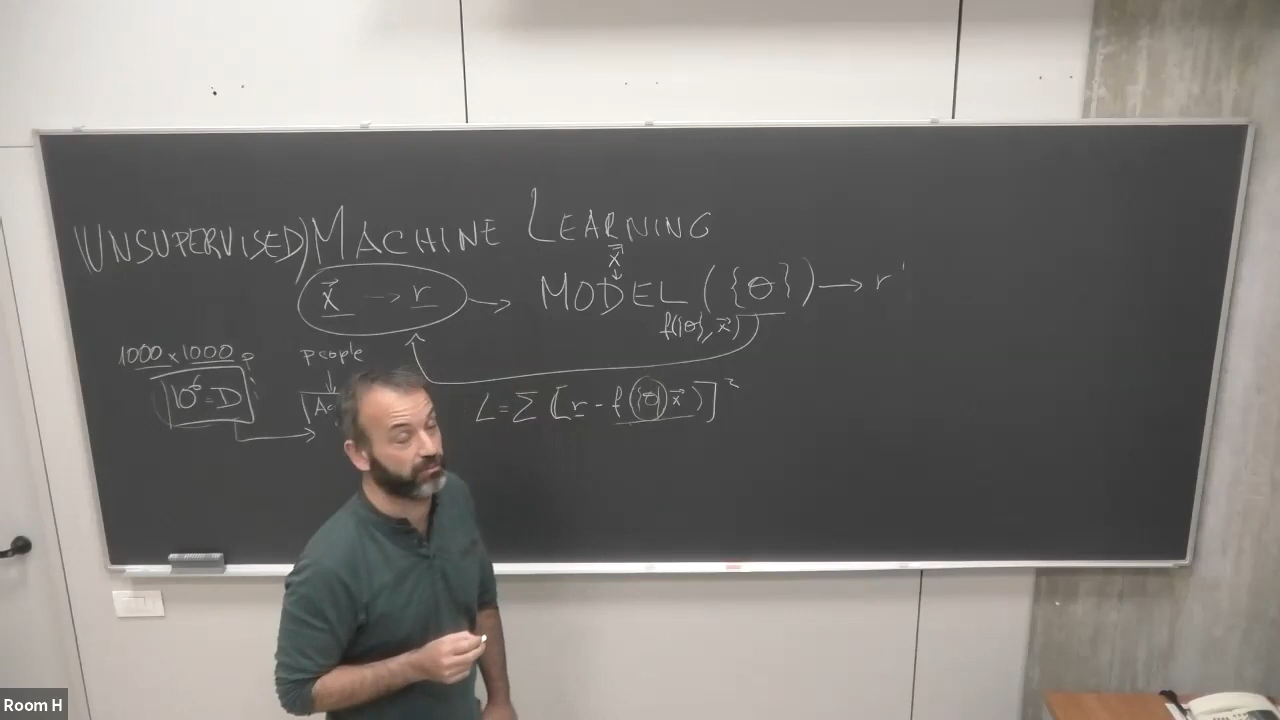 (UNSUPERVISED) MACHINE LEARNING
x⃗
x⃗ → r → MODEL ({θ}) → r'
f({θ}, x⃗)
1000 x 1000 p
people
10⁶ = D
L = Σ [r - f({θ} x⃗)]²
Room H